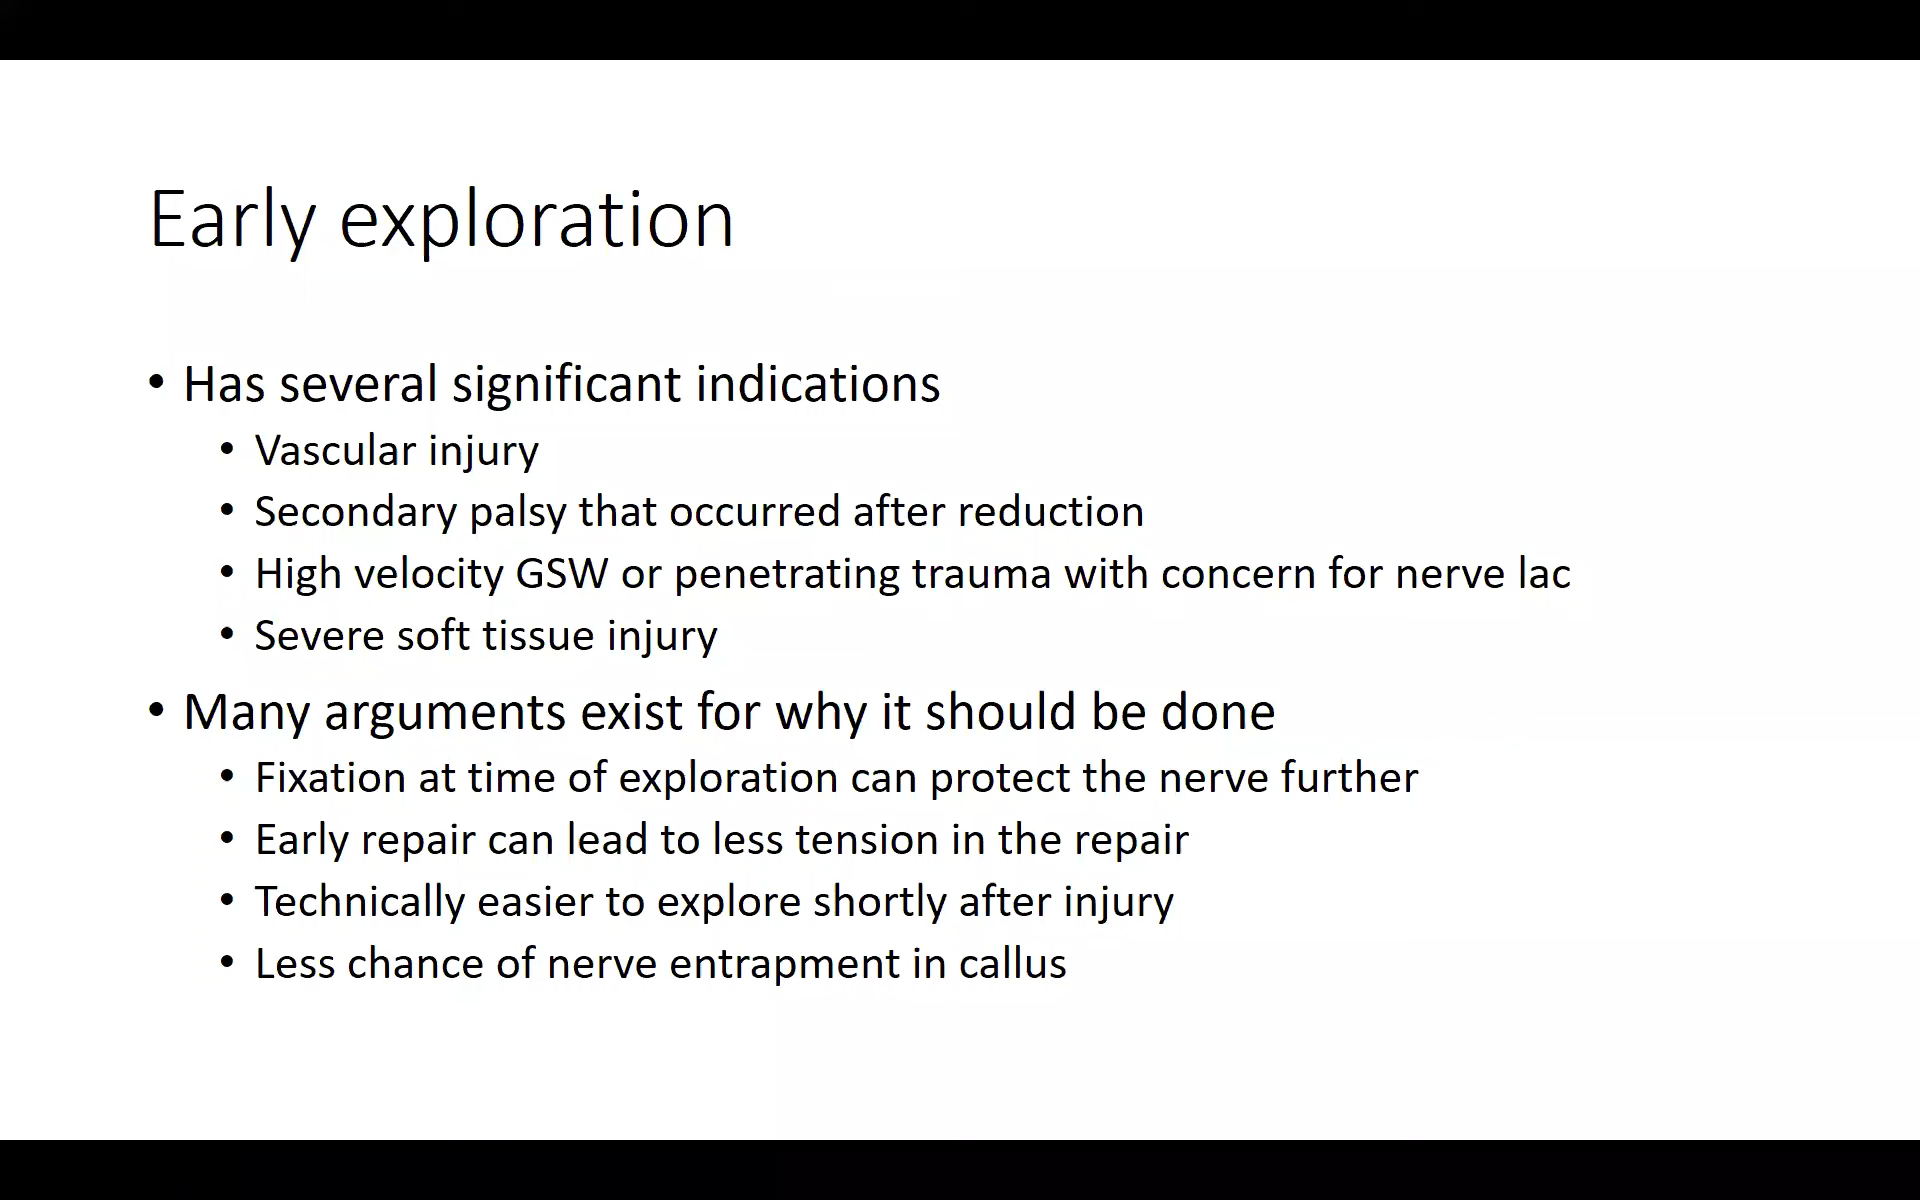 Early exploration
• Has several significant indications
• Vascular injury
• Secondary palsy that occurred after reduction
• High velocity GSW or penetrating trauma with concern for nerve lac
• Severe soft tissue injury
• Many arguments exist for why it should be done
• Fixation at time of exploration can protect the nerve further
• Early repair can lead to less tension in the repair
• Technically easier to explore shortly after injury
• Less chance of nerve entrapment in callus